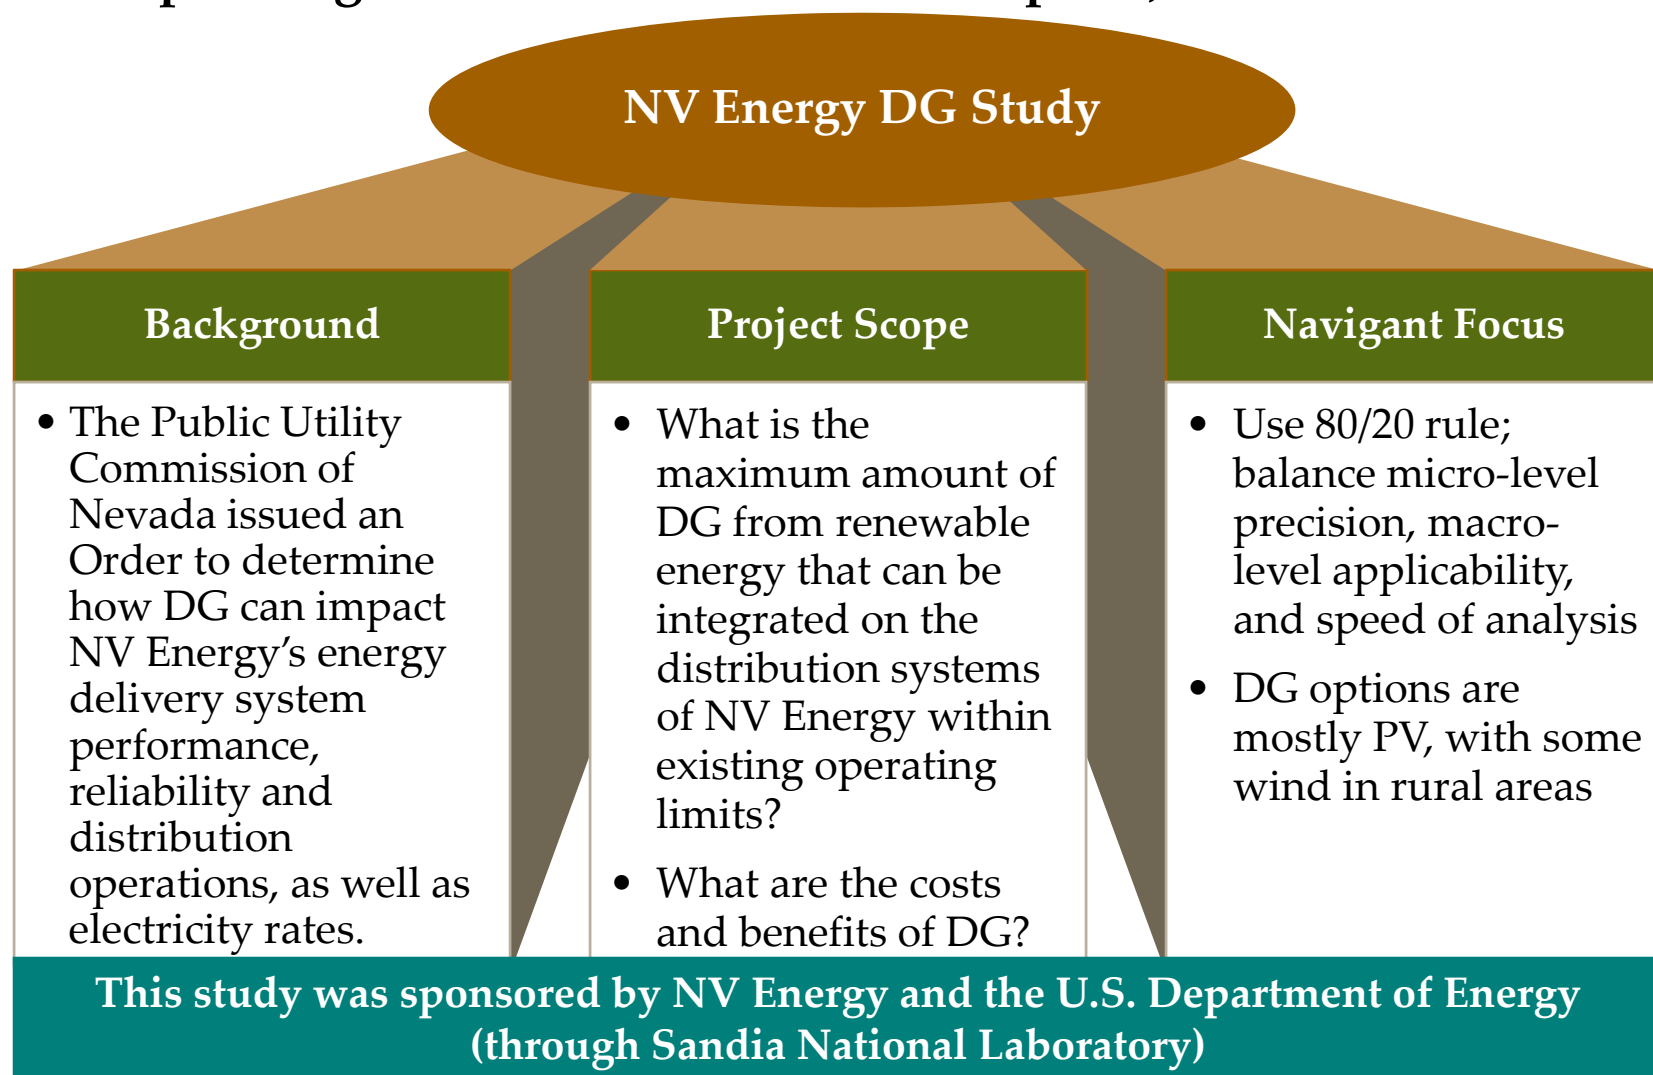 NV Energy DG Study
Background
• The Public Utility
Commission of
Nevada issued an
Order to determine
how DG can impact
NV Energy’s energy
delivery system
performance,
reliability and
distribution
operations, as well as
electricity rates.
Project Scope
• What is the
maximum amount of
DG from renewable
energy that can be
integrated on the
distribution systems
of NV Energy within
existing operating
limits?
• What are the costs
and benefits of DG?
Navigant Focus
• Use 80/20 rule;
balance micro-level
precision, macro-
level applicability,
and speed of analysis
• DG options are
mostly PV, with some
wind in rural areas
This study was sponsored by NV Energy and the U.S. Department of Energy
(through Sandia National Laboratory)